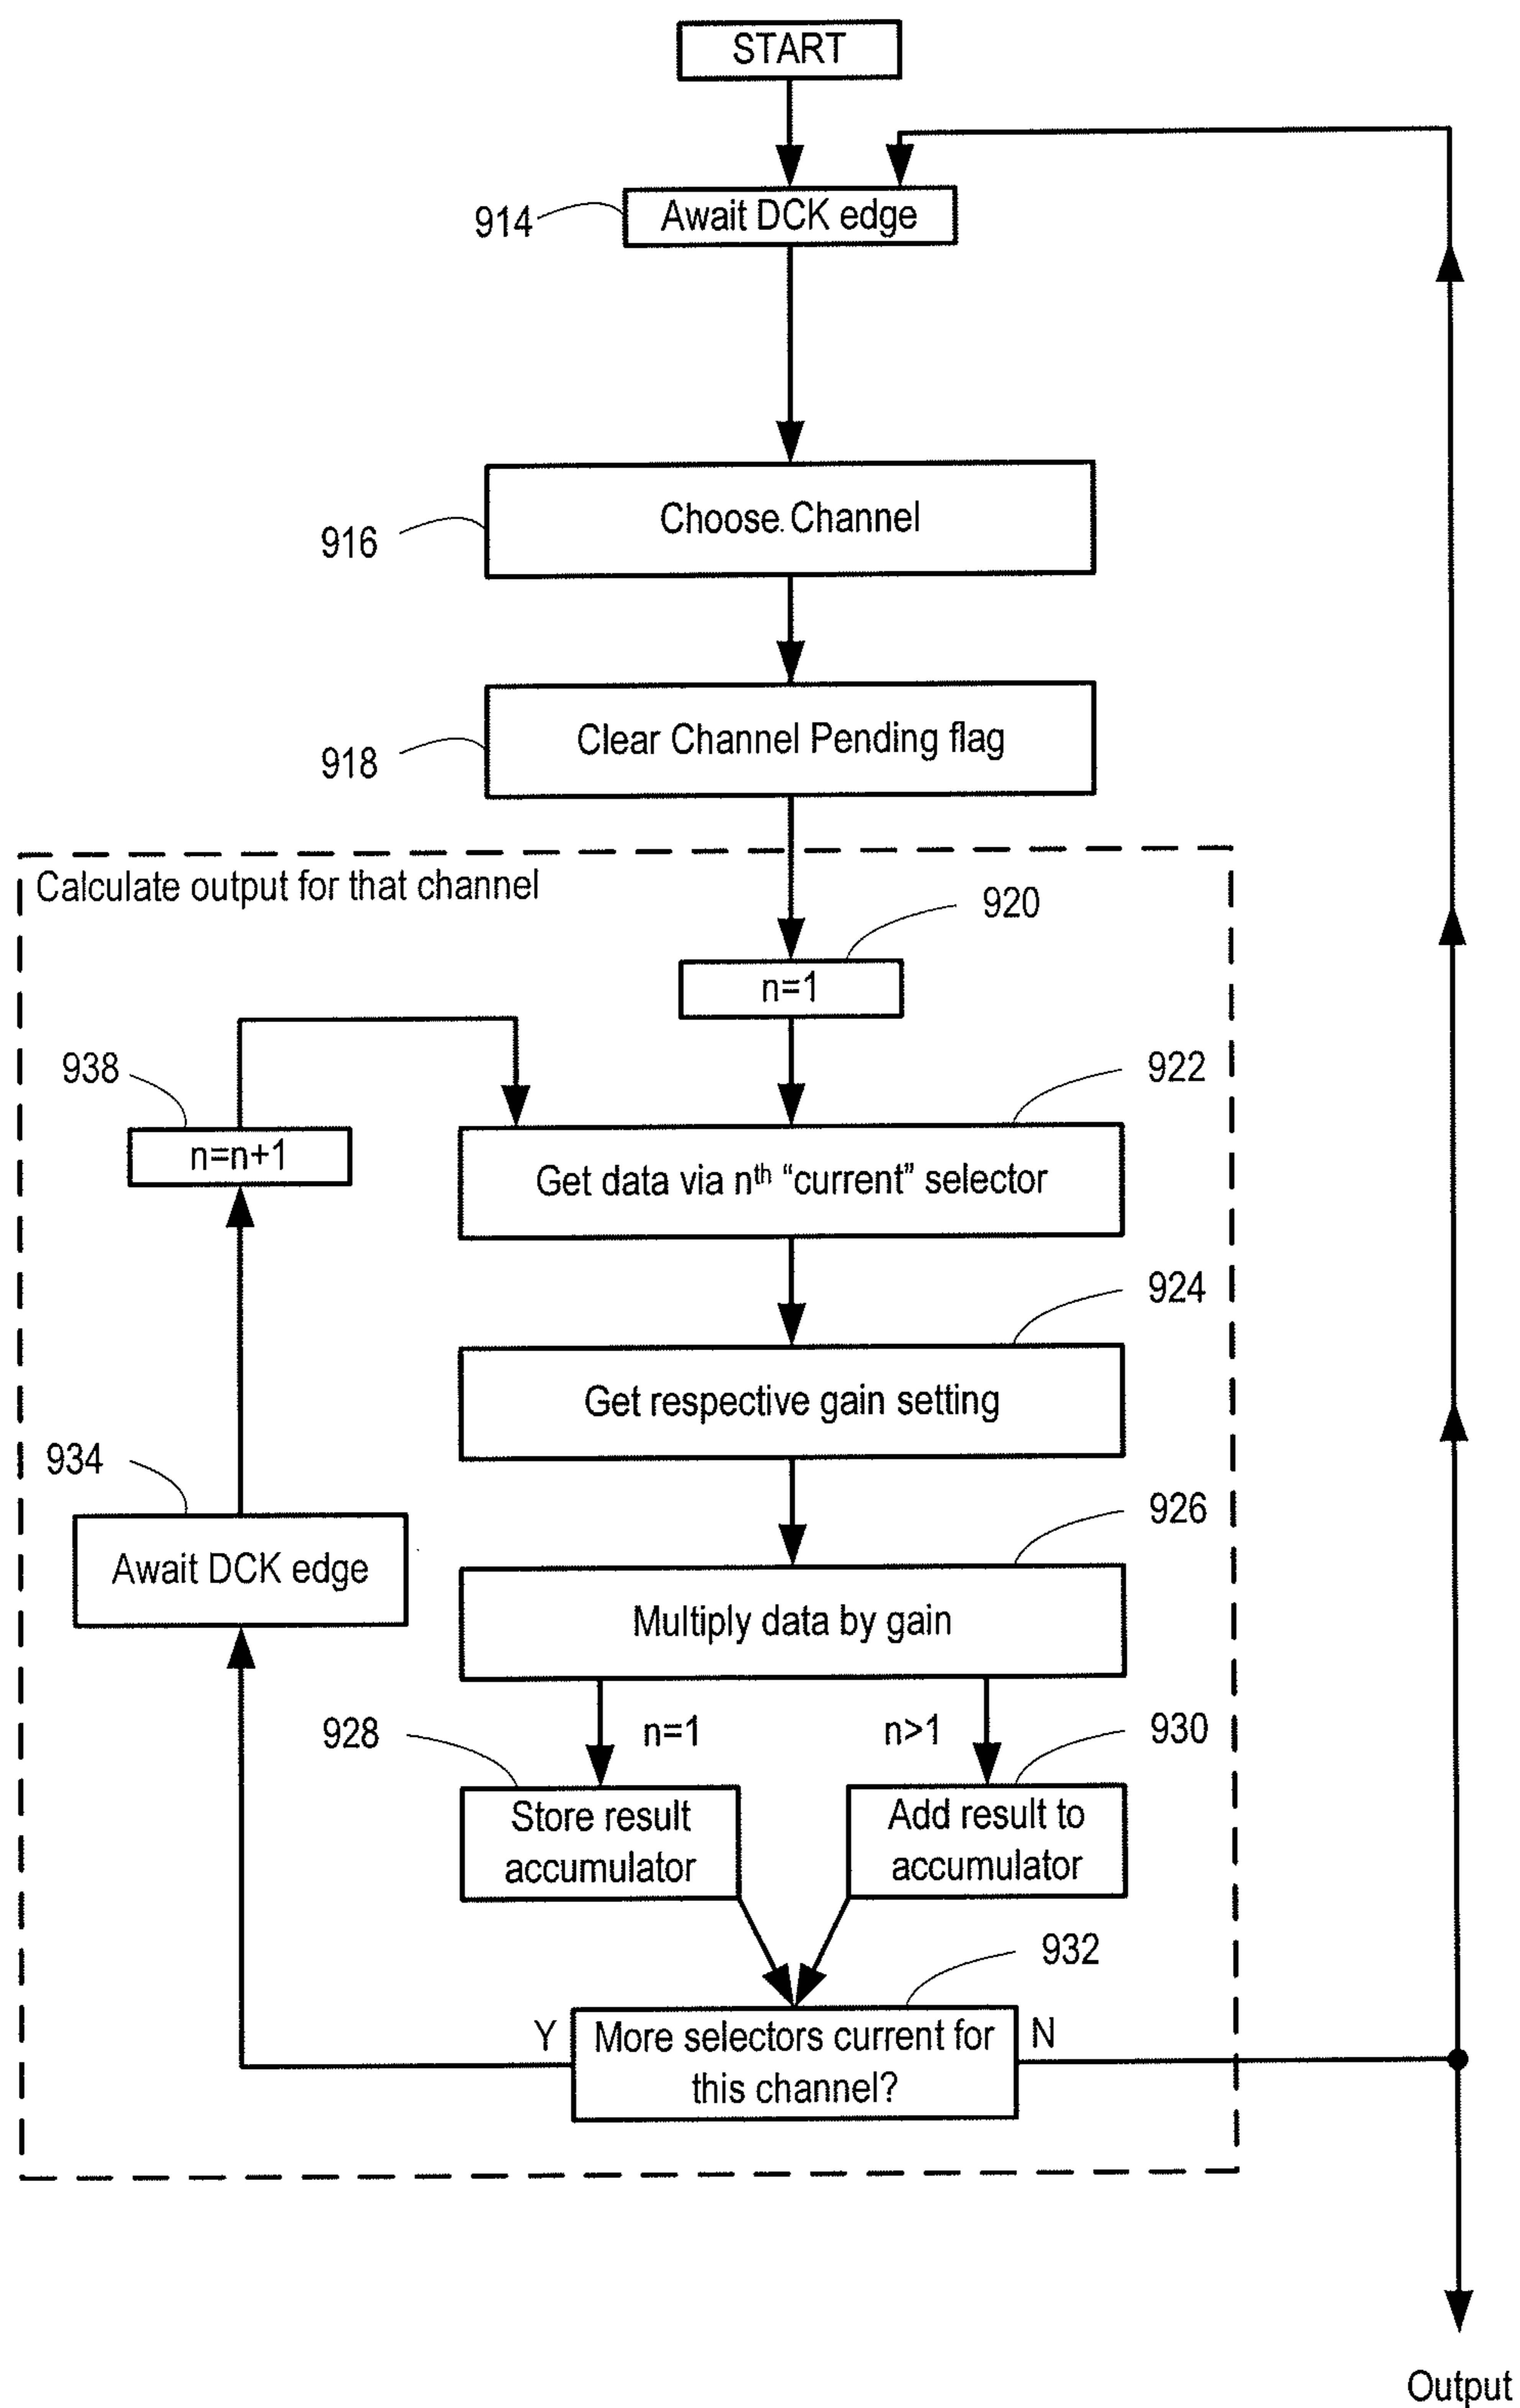 START
914
Await DCK edge
Choose Channel
916
Clear Channel Pending flag
918
Calculate output for that channel
920
n=1
938
922
n=n+1
Get data via nth “current” selector
924
Get respective gain setting
934
926
Await DCK edge
Multiply data by gain
928
n=1
n>1
930
Store result
accumulator
Add result to
accumulator
932
Y
More selectors current for
this channel?
N
Output